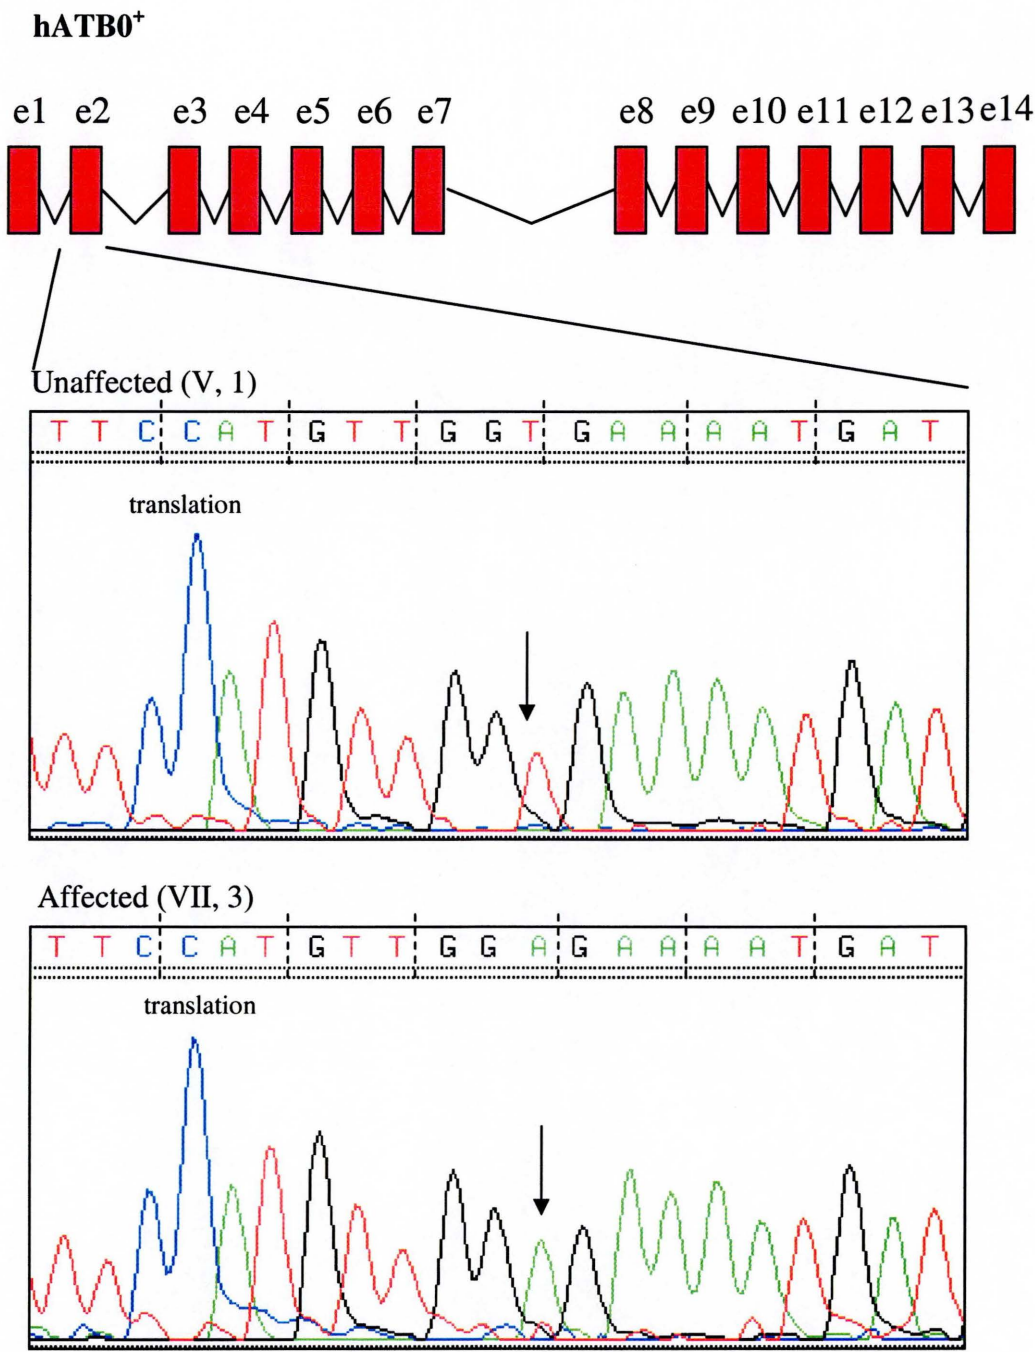 hATB0⁺
e1 e2 e3 e4 e5 e6 e7 e8 e9 e10 e11 e12 e13 e14
Unaffected (V, 1)
T T C C A T G T T G G T G A A A A T G A T
translation
Affected (VII, 3)
T T C C A T G T T G G A G A A A A T G A T
translation